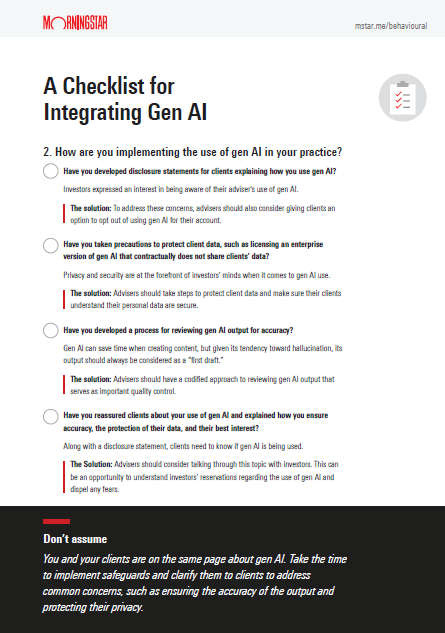 MORNINGSTAR
mstar.me/behavioural
A Checklist for
Integrating Gen AI
2. How are you implementing the use of gen AI in your practice?
Have you developed disclosure statements for clients explaining how you use gen AI?
Investors expressed an interest in being aware of their adviser's use of gen AI.
The solution: To address these concerns, advisers should also consider giving clients an
option to opt out of using gen AI for their account.
Have you taken precautions to protect client data, such as licensing an enterprise
version of gen AI that contractually does not share clients' data?
Privacy and security are at the forefront of investors' minds when it comes to gen AI use.
The solution: Advisers should take steps to protect client data and make sure their clients
understand their personal data are secure.
Have you developed a process for reviewing gen AI output for accuracy?
Gen AI can save time when creating content, but given its tendency toward hallucination, its
output should always be considered as a "first draft."
The solution: Advisers should have a codified approach to reviewing gen AI output that
serves as important quality control.
Have you reassured clients about your use of gen AI and explained how you ensure
accuracy, the protection of their data, and their best interest?
Along with a disclosure statement, clients need to know if gen AI is being used.
The Solution: Advisers should consider talking through this topic with investors. This can
be an opportunity to understand investors' reservations regarding the use of gen AI and
dispel any fears.
Don't assume
You and your clients are on the same page about gen AI. Take the time
to implement safeguards and clarify them to clients to address
common concerns, such as ensuring the accuracy of the output and
protecting their privacy.